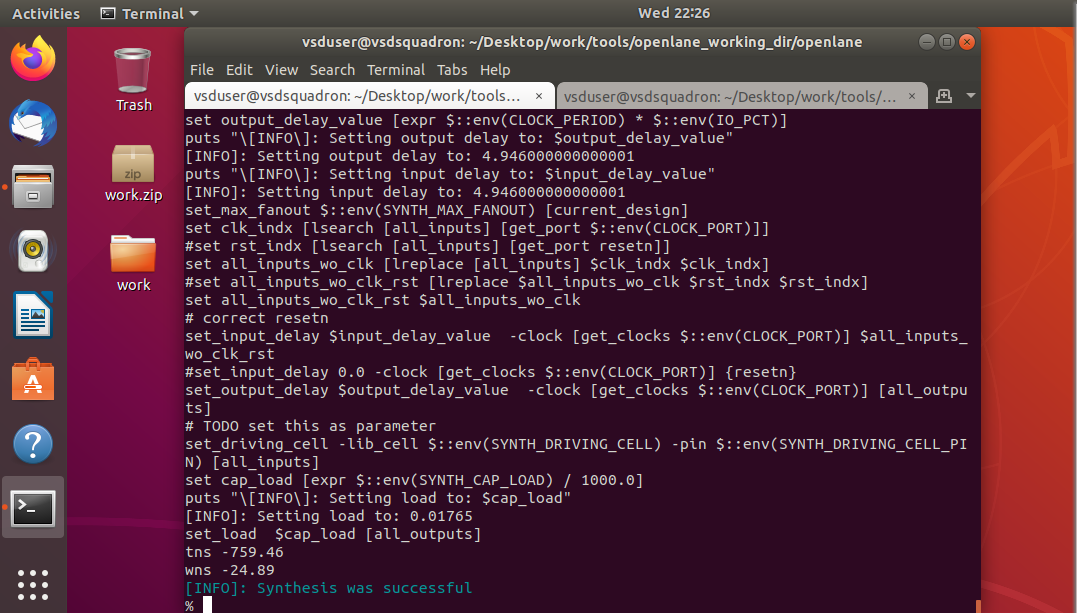 Activities
Terminal
Wed 22:26
Trash
zip
work.zip
work
vsduser@vsdsquadron: ~/Desktop/work/tools/openlane_working_dir/openlane
File Edit View Search Terminal Tabs Help
vsduser@vsdsquadron: ~/Desktop/work/tools... ×
vsduser@vsdsquadron: ~/Desktop/work/tools/... ×
set output_delay_value [expr $::env(CLOCK_PERIOD) * $::env(IO_PCT)]
puts "\[INFO\]: Setting output delay to: $output_delay_value"
[INFO]: Setting output delay to: 4.946000000000001
puts "\[INFO\]: Setting input delay to: $input_delay_value"
[INFO]: Setting input delay to: 4.946000000000001
set_max_fanout $::env(SYNTH_MAX_FANOUT) [current_design]
set clk_indx [lsearch [all_inputs] [get_port $::env(CLOCK_PORT)]]
#set rst_indx [lsearch [all_inputs] [get_port resetn]]
set all_inputs_wo_clk [lreplace [all_inputs] $clk_indx $clk_indx]
#set all_inputs_wo_clk_rst [lreplace $all_inputs_wo_clk $rst_indx $rst_indx]
set all_inputs_wo_clk_rst $all_inputs_wo_clk
# correct resetn
set_input_delay $input_delay_value  -clock [get_clocks $::env(CLOCK_PORT)] $all_inputs_
wo_clk_rst
#set_input_delay 0.0 -clock [get_clocks $::env(CLOCK_PORT)] {resetn}
set_output_delay $output_delay_value  -clock [get_clocks $::env(CLOCK_PORT)] [all_outpu
ts]
# TODO set this as parameter
set_driving_cell -lib_cell $::env(SYNTH_DRIVING_CELL) -pin $::env(SYNTH_DRIVING_CELL_PI
N) [all_inputs]
set cap_load [expr $::env(SYNTH_CAP_LOAD) / 1000.0]
puts "\[INFO\]: Setting load to: $cap_load"
[INFO]: Setting load to: 0.01765
set_load  $cap_load [all_outputs]
tns -759.46
wns -24.89
[INFO]: Synthesis was successful
%